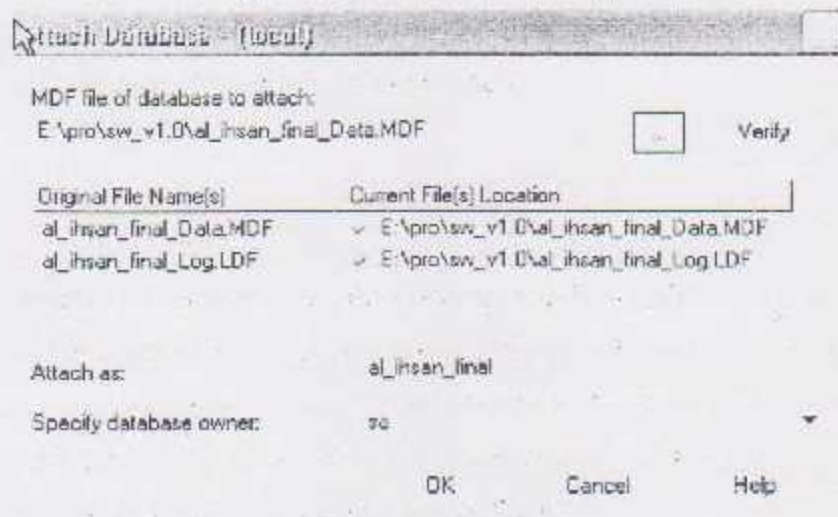 Attach Database - (local)
MDF file of database to attach:
E:\pro\sw_v1.0\al_ihsan_final_Data.MDF ... Verify
Original File Name(s) Current File(s) Location
al_ihsan_final_Data.MDF E:\pro\sw_v1.0\al_ihsan_final_Data.MDF
al_ihsan_final_Log.LDF E:\pro\sw_v1.0\al_ihsan_final_Log.LDF
Attach as: al_ihsan_final
Specify database owner: sa
OK Cancel Help